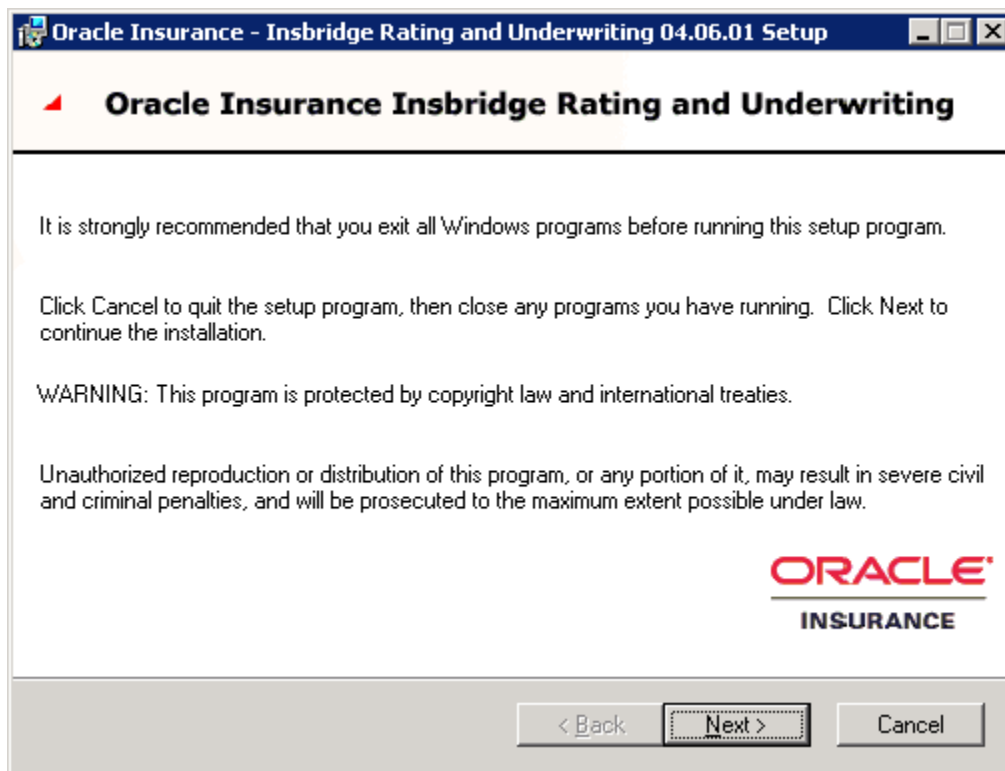 Oracle Insurance - Insbridge Rating and Underwriting 04.06.01 Setup
Oracle Insurance Insbridge Rating and Underwriting
It is strongly recommended that you exit all Windows programs before running this setup program.
Click Cancel to quit the setup program, then close any programs you have running.  Click Next to
continue the installation.
WARNING: This program is protected by copyright law and international treaties.
Unauthorized reproduction or distribution of this program, or any portion of it, may result in severe civil
and criminal penalties, and will be prosecuted to the maximum extent possible under law.
ORACLE
INSURANCE
< Back Next > Cancel